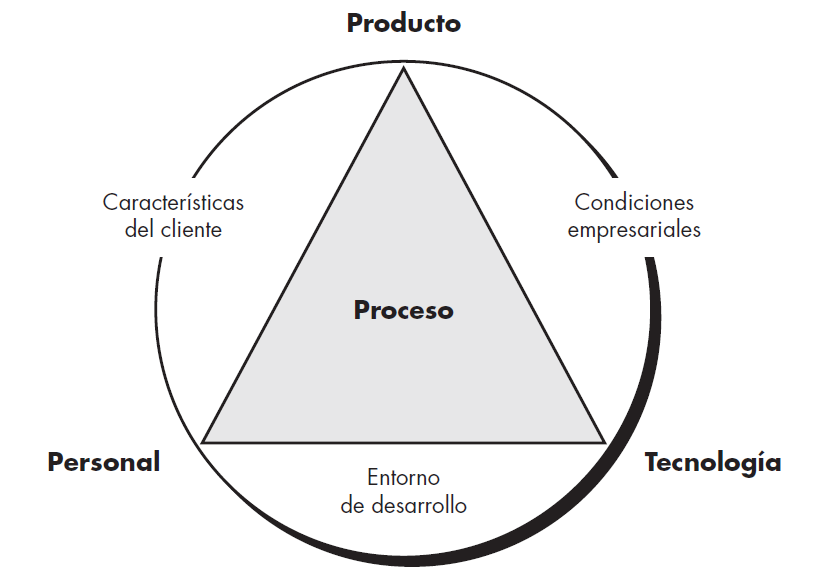 Producto
Características
del cliente
Condiciones
empresariales
Proceso
Personal
Tecnología
Entorno
de desarrollo